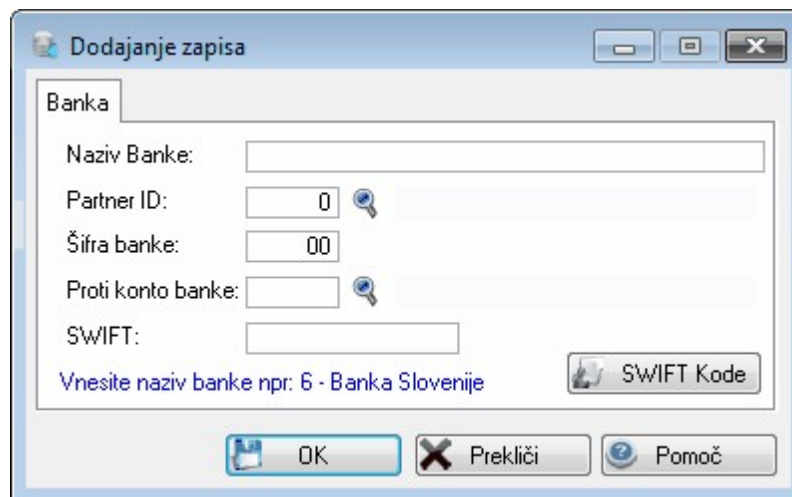 Dodajanje zapisa
Banka
Naziv Banke:
Partner ID: 0
Šifra banke: 00
Proti konto banke:
SWIFT:
Vnesite naziv banke npr: 6 - Banka Slovenije
SWIFT Kode
OK Prekliči Pomoč